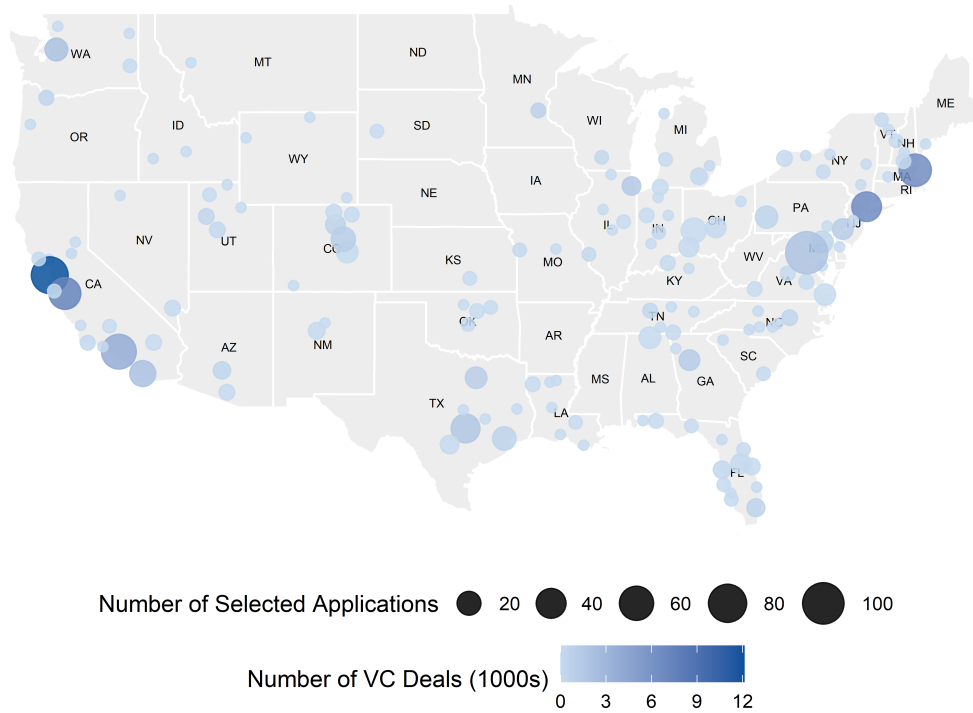 WA
MT
ND
MN
ME
OR
ID
SD
WI
MI
VT
NH
WY
NY
MA
RI
NE
IA
PA
NJ
NV
UT
CO
IL
IN
OH
MD
CA
KS
MO
WV
VA
KY
AZ
NM
OK
AR
TN
NC
SC
TX
LA
MS
AL
GA
FL
Number of Selected Applications 20 40 60 80 100
Number of VC Deals (1000s)
0 3 6 9 12